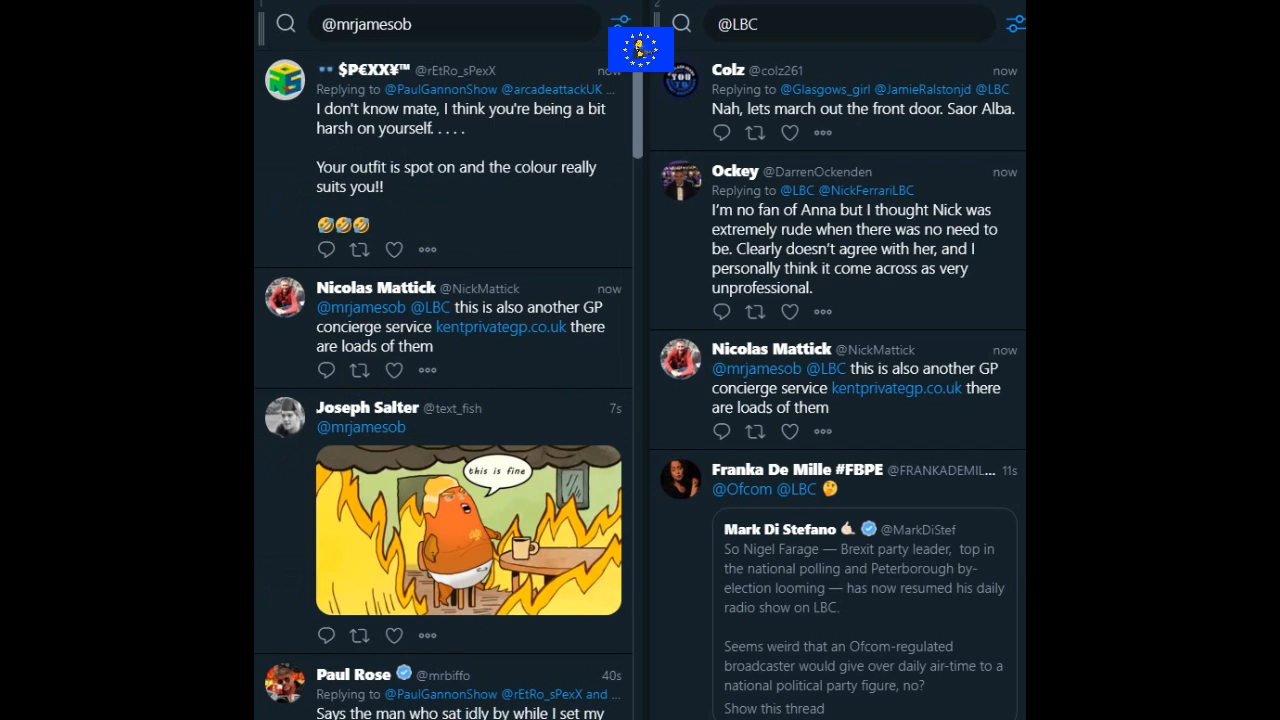 1
@mrjamesob
👓 $P€XX¥™ @rEtRo_sPexX now
Replying to @PaulGannonShow @arcadeattackUK ...
I don't know mate, I think you're being a bit
harsh on yourself. . . . .
Your outfit is spot on and the colour really
suits you!!
🤣🤣🤣
Nicolas Mattick @NickMattick now
@mrjamesob @LBC this is also another GP
concierge service kentprivategp.co.uk there
are loads of them
Joseph Salter @text_fish 7s
@mrjamesob
this is fine
Paul Rose @mrbiffo 40s
Replying to @PaulGannonShow @rEtRo_sPexX and ...
Says the man who sat idly by while I set my
2
@LBC
Colz @colz261 now
Replying to @Glasgows_girl @JamieRalstonjd @LBC
Nah, lets march out the front door. Saor Alba.
Ockey @DarrenOckenden now
Replying to @LBC @NickFerrariLBC
I'm no fan of Anna but I thought Nick was
extremely rude when there was no need to
be. Clearly doesn't agree with her, and I
personally think it come across as very
unprofessional.
Nicolas Mattick @NickMattick now
@mrjamesob @LBC this is also another GP
concierge service kentprivategp.co.uk there
are loads of them
Franka De Mille #FBPE @FRANKADEMIL... 11s
@Ofcom @LBC 🤔
Mark Di Stefano 🤙🏻 @MarkDiStef
So Nigel Farage — Brexit party leader, top in
the national polling and Peterborough by-
election looming — has now resumed his daily
radio show on LBC.
Seems weird that an Ofcom-regulated
broadcaster would give over daily air-time to a
national political party figure, no?
Show this thread